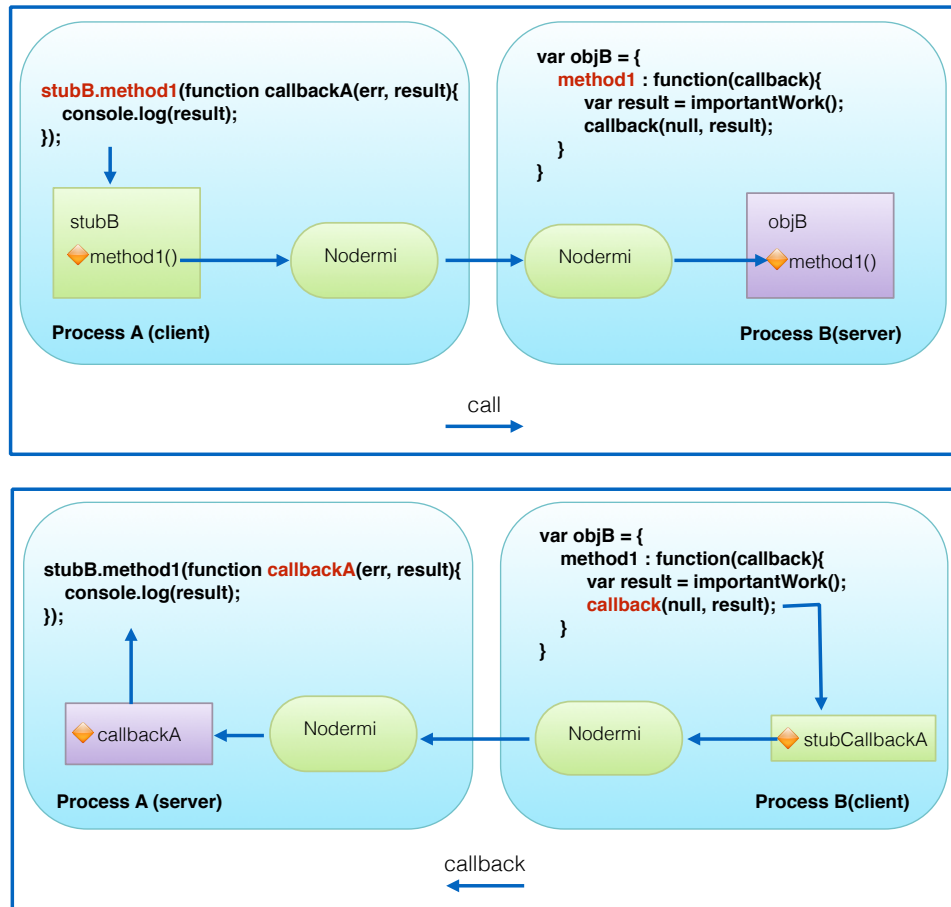 stubB.method1(function callbackA(err, result){
console.log(result);
});
stubB
method1()
Nodermi
Process A (client)
var objB = {
method1 : function(callback){
var result = importantWork();
callback(null, result);
}
}
Nodermi
objB
method1()
Process B(server)
call
stubB.method1(function callbackA(err, result){
console.log(result);
});
callbackA
Nodermi
Process A (server)
var objB = {
method1 : function(callback){
var result = importantWork();
callback(null, result);
}
}
Nodermi
stubCallbackA
Process B(client)
callback